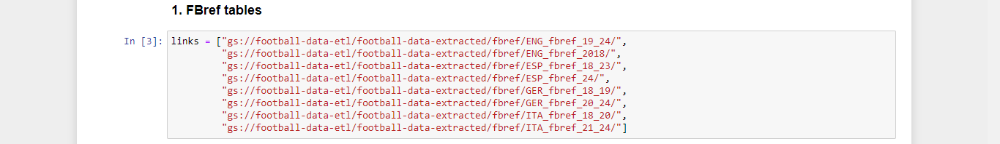 1. FBref tables
In [3]: links = ["gs://football-data-etl/football-data-extracted/fbref/ENG_fbref_19_24/",
"gs://football-data-etl/football-data-extracted/fbref/ENG_fbref_2018/",
"gs://football-data-etl/football-data-extracted/fbref/ESP_fbref_18_23/",
"gs://football-data-etl/football-data-extracted/fbref/ESP_fbref_24/",
"gs://football-data-etl/football-data-extracted/fbref/GER_fbref_18_19/",
"gs://football-data-etl/football-data-extracted/fbref/GER_fbref_20_24/",
"gs://football-data-etl/football-data-extracted/fbref/ITA_fbref_18_20/",
"gs://football-data-etl/football-data-extracted/fbref/ITA_fbref_21_24/"]